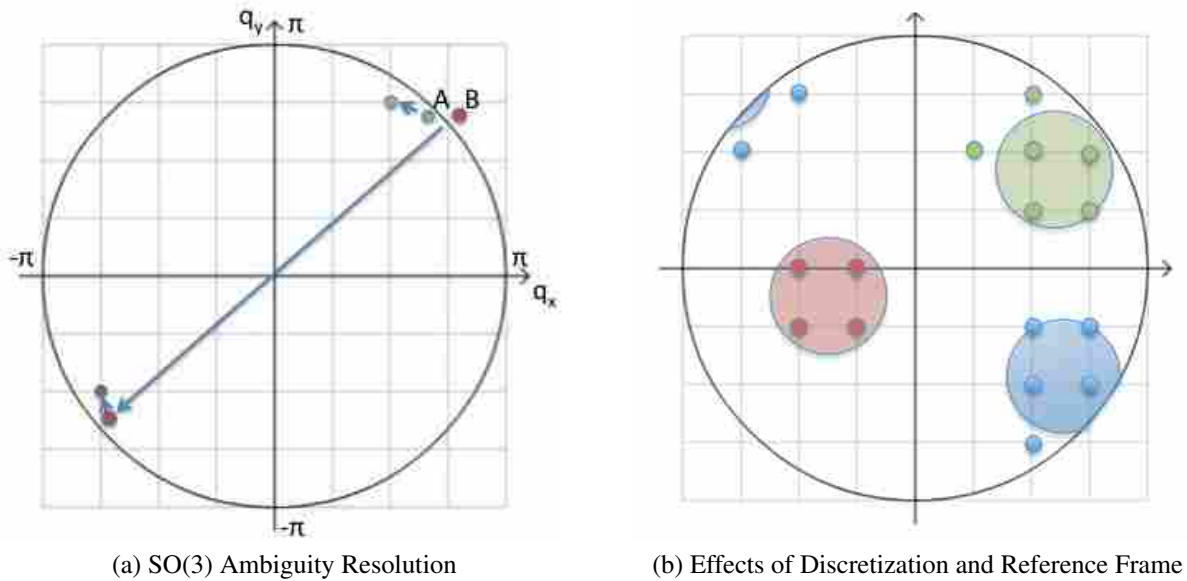 q_y π
A B
-π π
q_x
-π
(a) SO(3) Ambiguity Resolution
(b) Effects of Discretization and Reference Frame